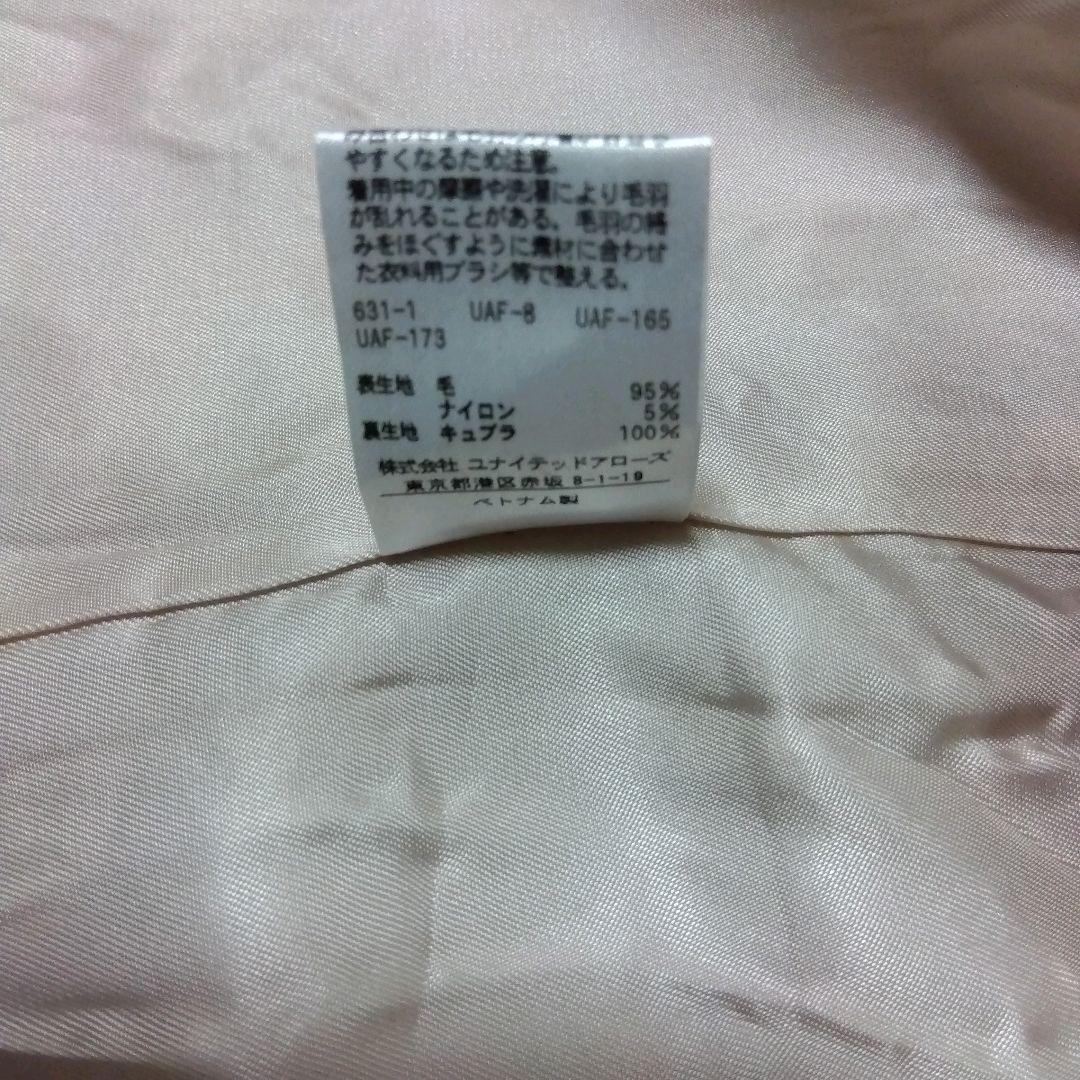 やすくなるため注意。
着用中の摩擦や洗濯により毛羽
が乱れることがある。毛羽の絡
みをほぐすように素材に合わせ
た衣料用ブラシ等で整える。
631-1 UAF-8 UAF-165
UAF-173
表生地 毛 95%
ナイロン 5%
裏生地 キュプラ 100%
株式会社 ユナイテッドアローズ
東京都港区赤坂 8-1-19
ベトナム製